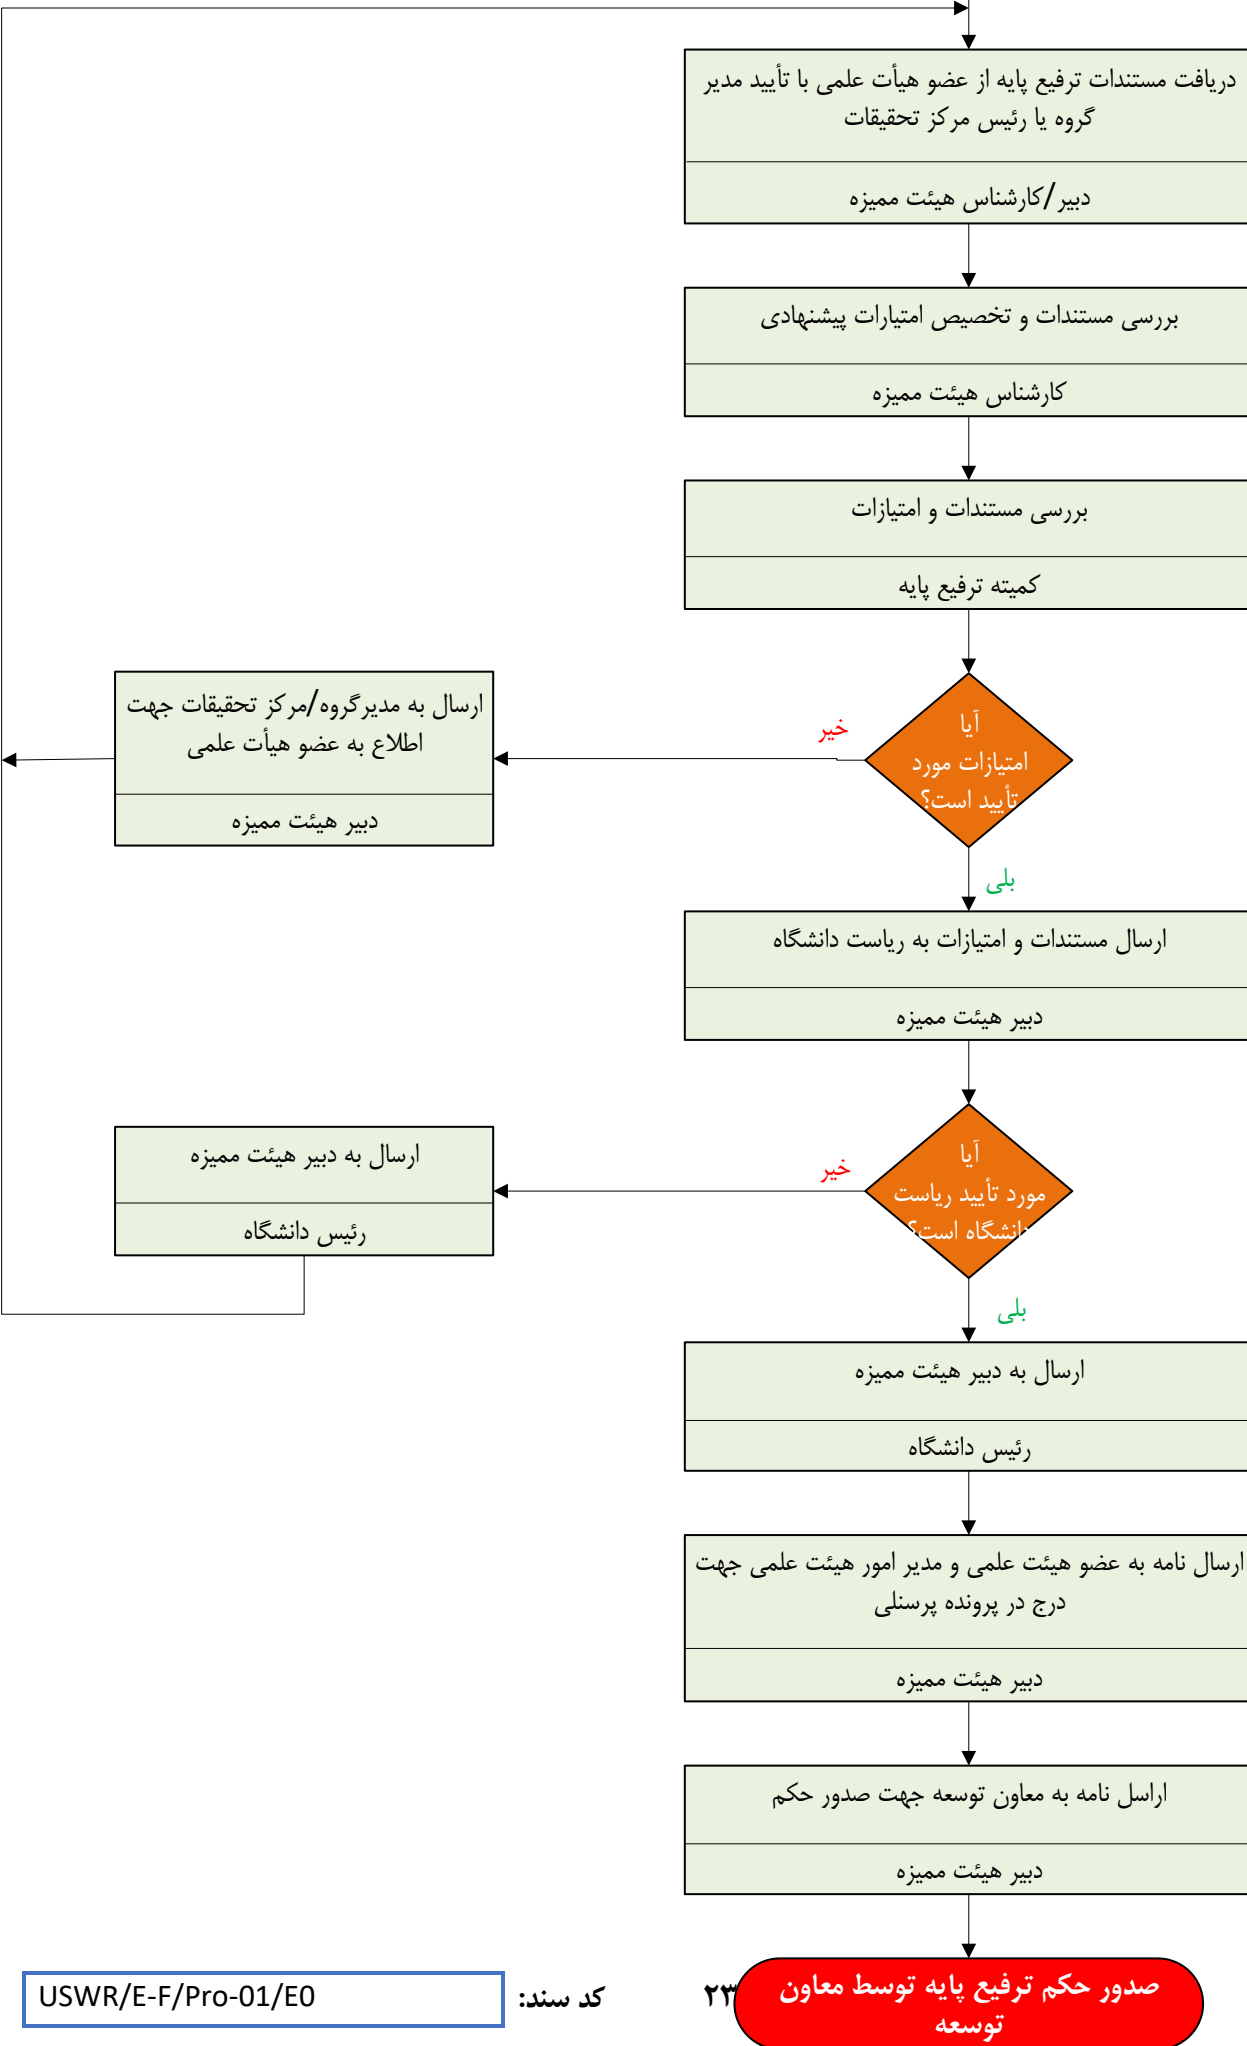 دریافت مستندات ترفیع پایه از عضو هیأت علمی با تأیید مدیر
گروه یا رئیس مرکز تحقیقات
دبیر/کارشناس هیئت ممیزه
بررسی مستندات و تخصیص امتیارات پیشنهادی
کارشناس هیئت ممیزه
بررسی مستندات و امتیازات
کمیته ترفیع پایه
آیا
امتیازات مورد
تأیید است؟
خیر
ارسال به مدیرگروه/مرکز تحقیقات جهت
اطلاع به عضو هیأت علمی
دبیر هیئت ممیزه
بلی
ارسال مستندات و امتیازات به ریاست دانشگاه
دبیر هیئت ممیزه
آیا
مورد تأیید ریاست
دانشگاه است؟
خیر
ارسال به دبیر هیئت ممیزه
رئیس دانشگاه
بلی
ارسال به دبیر هیئت ممیزه
رئیس دانشگاه
ارسال نامه به عضو هیئت علمی و مدیر امور هیئت علمی جهت
درج در پرونده پرسنلی
دبیر هیئت ممیزه
اراسل نامه به معاون توسعه جهت صدور حکم
دبیر هیئت ممیزه
صدور حکم ترفیع پایه توسط معاون
توسعه
۲۳
کد سند:
USWR/E-F/Pro-01/E0